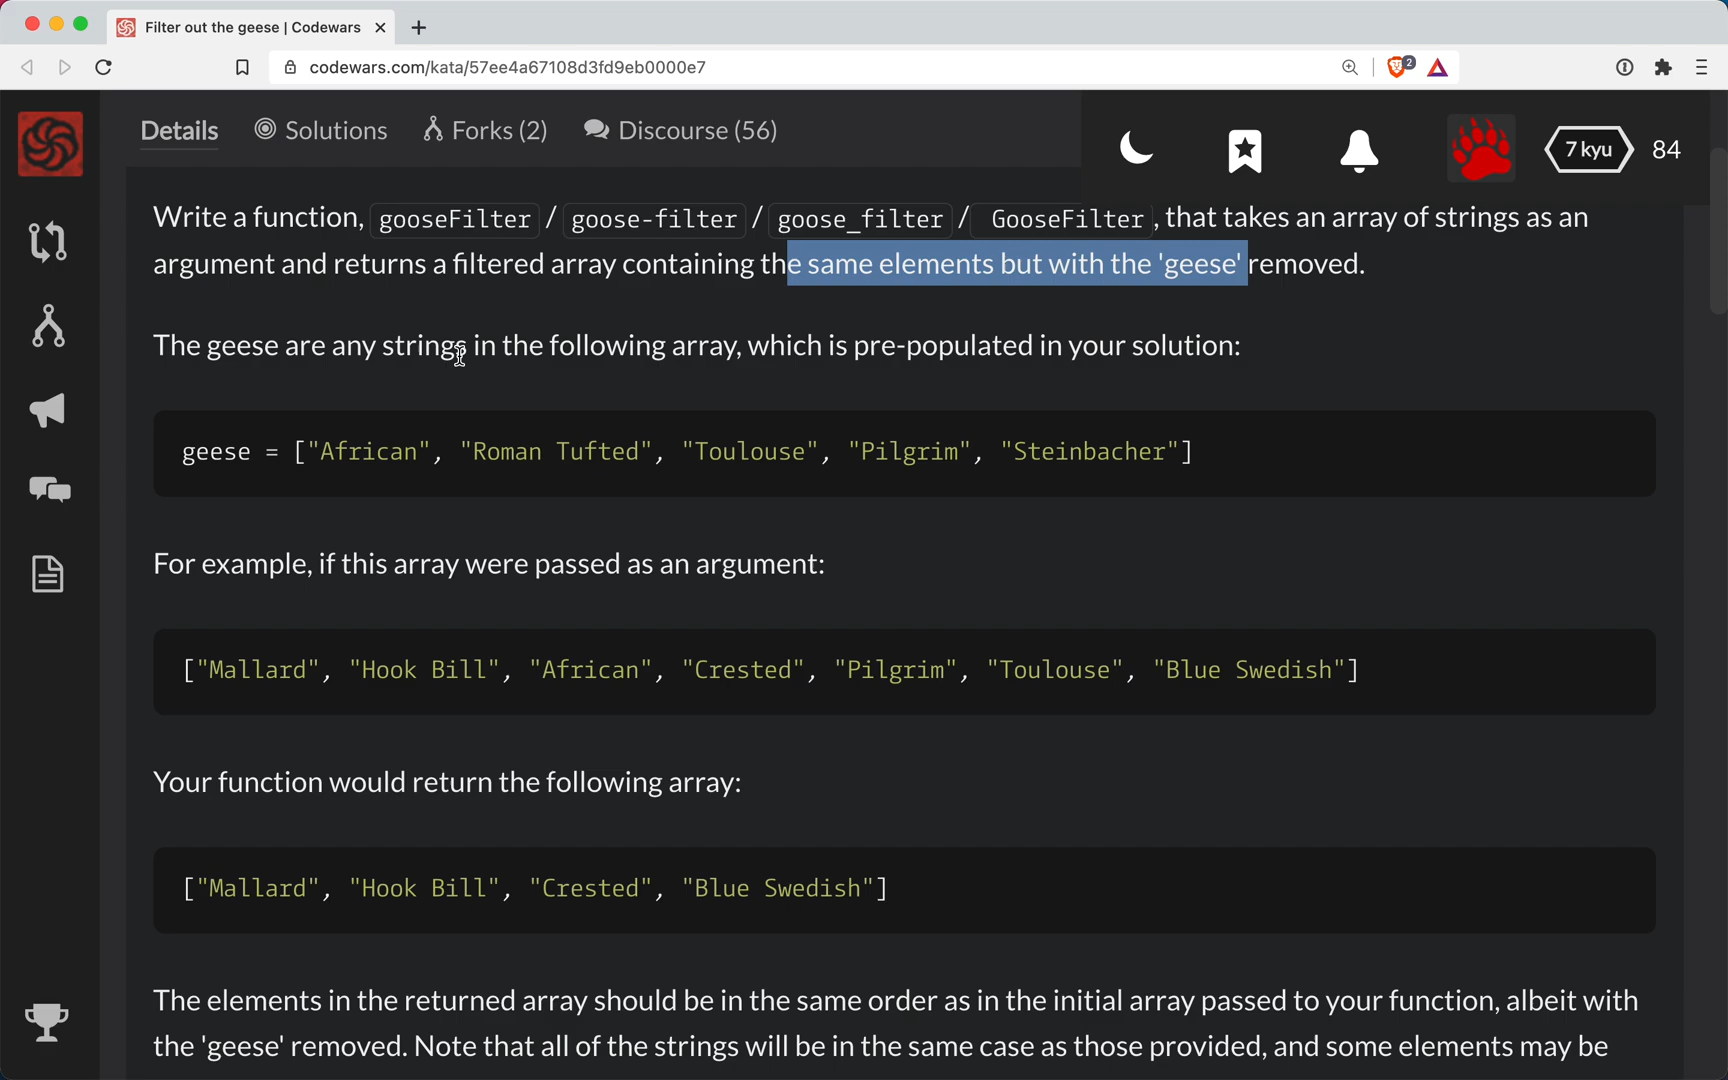 Filter out the geese | Codewars
codewars.com/kata/57ee4a67108d3fd9eb0000e7
2
Details Solutions Forks (2) Discourse (56)
7 kyu 84
Write a function, gooseFilter / goose-filter / goose_filter / GooseFilter, that takes an array of strings as an
argument and returns a filtered array containing the same elements but with the 'geese' removed.
The geese are any strings in the following array, which is pre-populated in your solution:
geese = ["African", "Roman Tufted", "Toulouse", "Pilgrim", "Steinbacher"]
For example, if this array were passed as an argument:
["Mallard", "Hook Bill", "African", "Crested", "Pilgrim", "Toulouse", "Blue Swedish"]
Your function would return the following array:
["Mallard", "Hook Bill", "Crested", "Blue Swedish"]
The elements in the returned array should be in the same order as in the initial array passed to your function, albeit with
the 'geese' removed. Note that all of the strings will be in the same case as those provided, and some elements may be